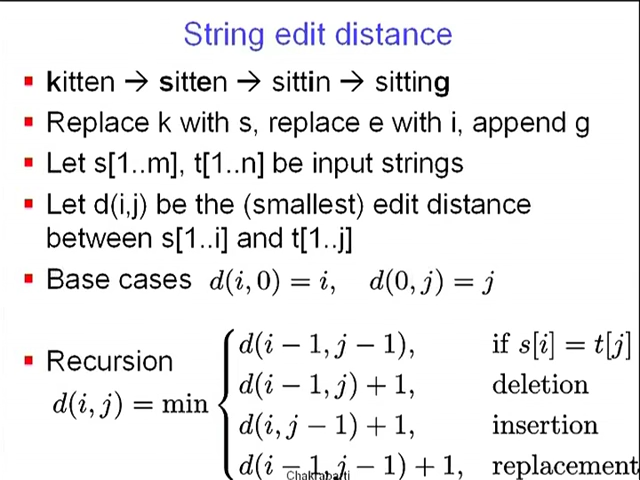 String edit distance
kitten → sitten → sittin → sitting
Replace k with s, replace e with i, append g
Let s[1..m], t[1..n] be input strings
Let d(i,j) be the (smallest) edit distance
between s[1..i] and t[1..j]
Base cases d(i, 0) = i, d(0, j) = j
Recursion
d(i, j) = min
d(i − 1, j − 1), if s[i] = t[j]
d(i − 1, j) + 1, deletion
d(i, j − 1) + 1, insertion
d(i − 1, j − 1) + 1, replacement
Chakrabarti